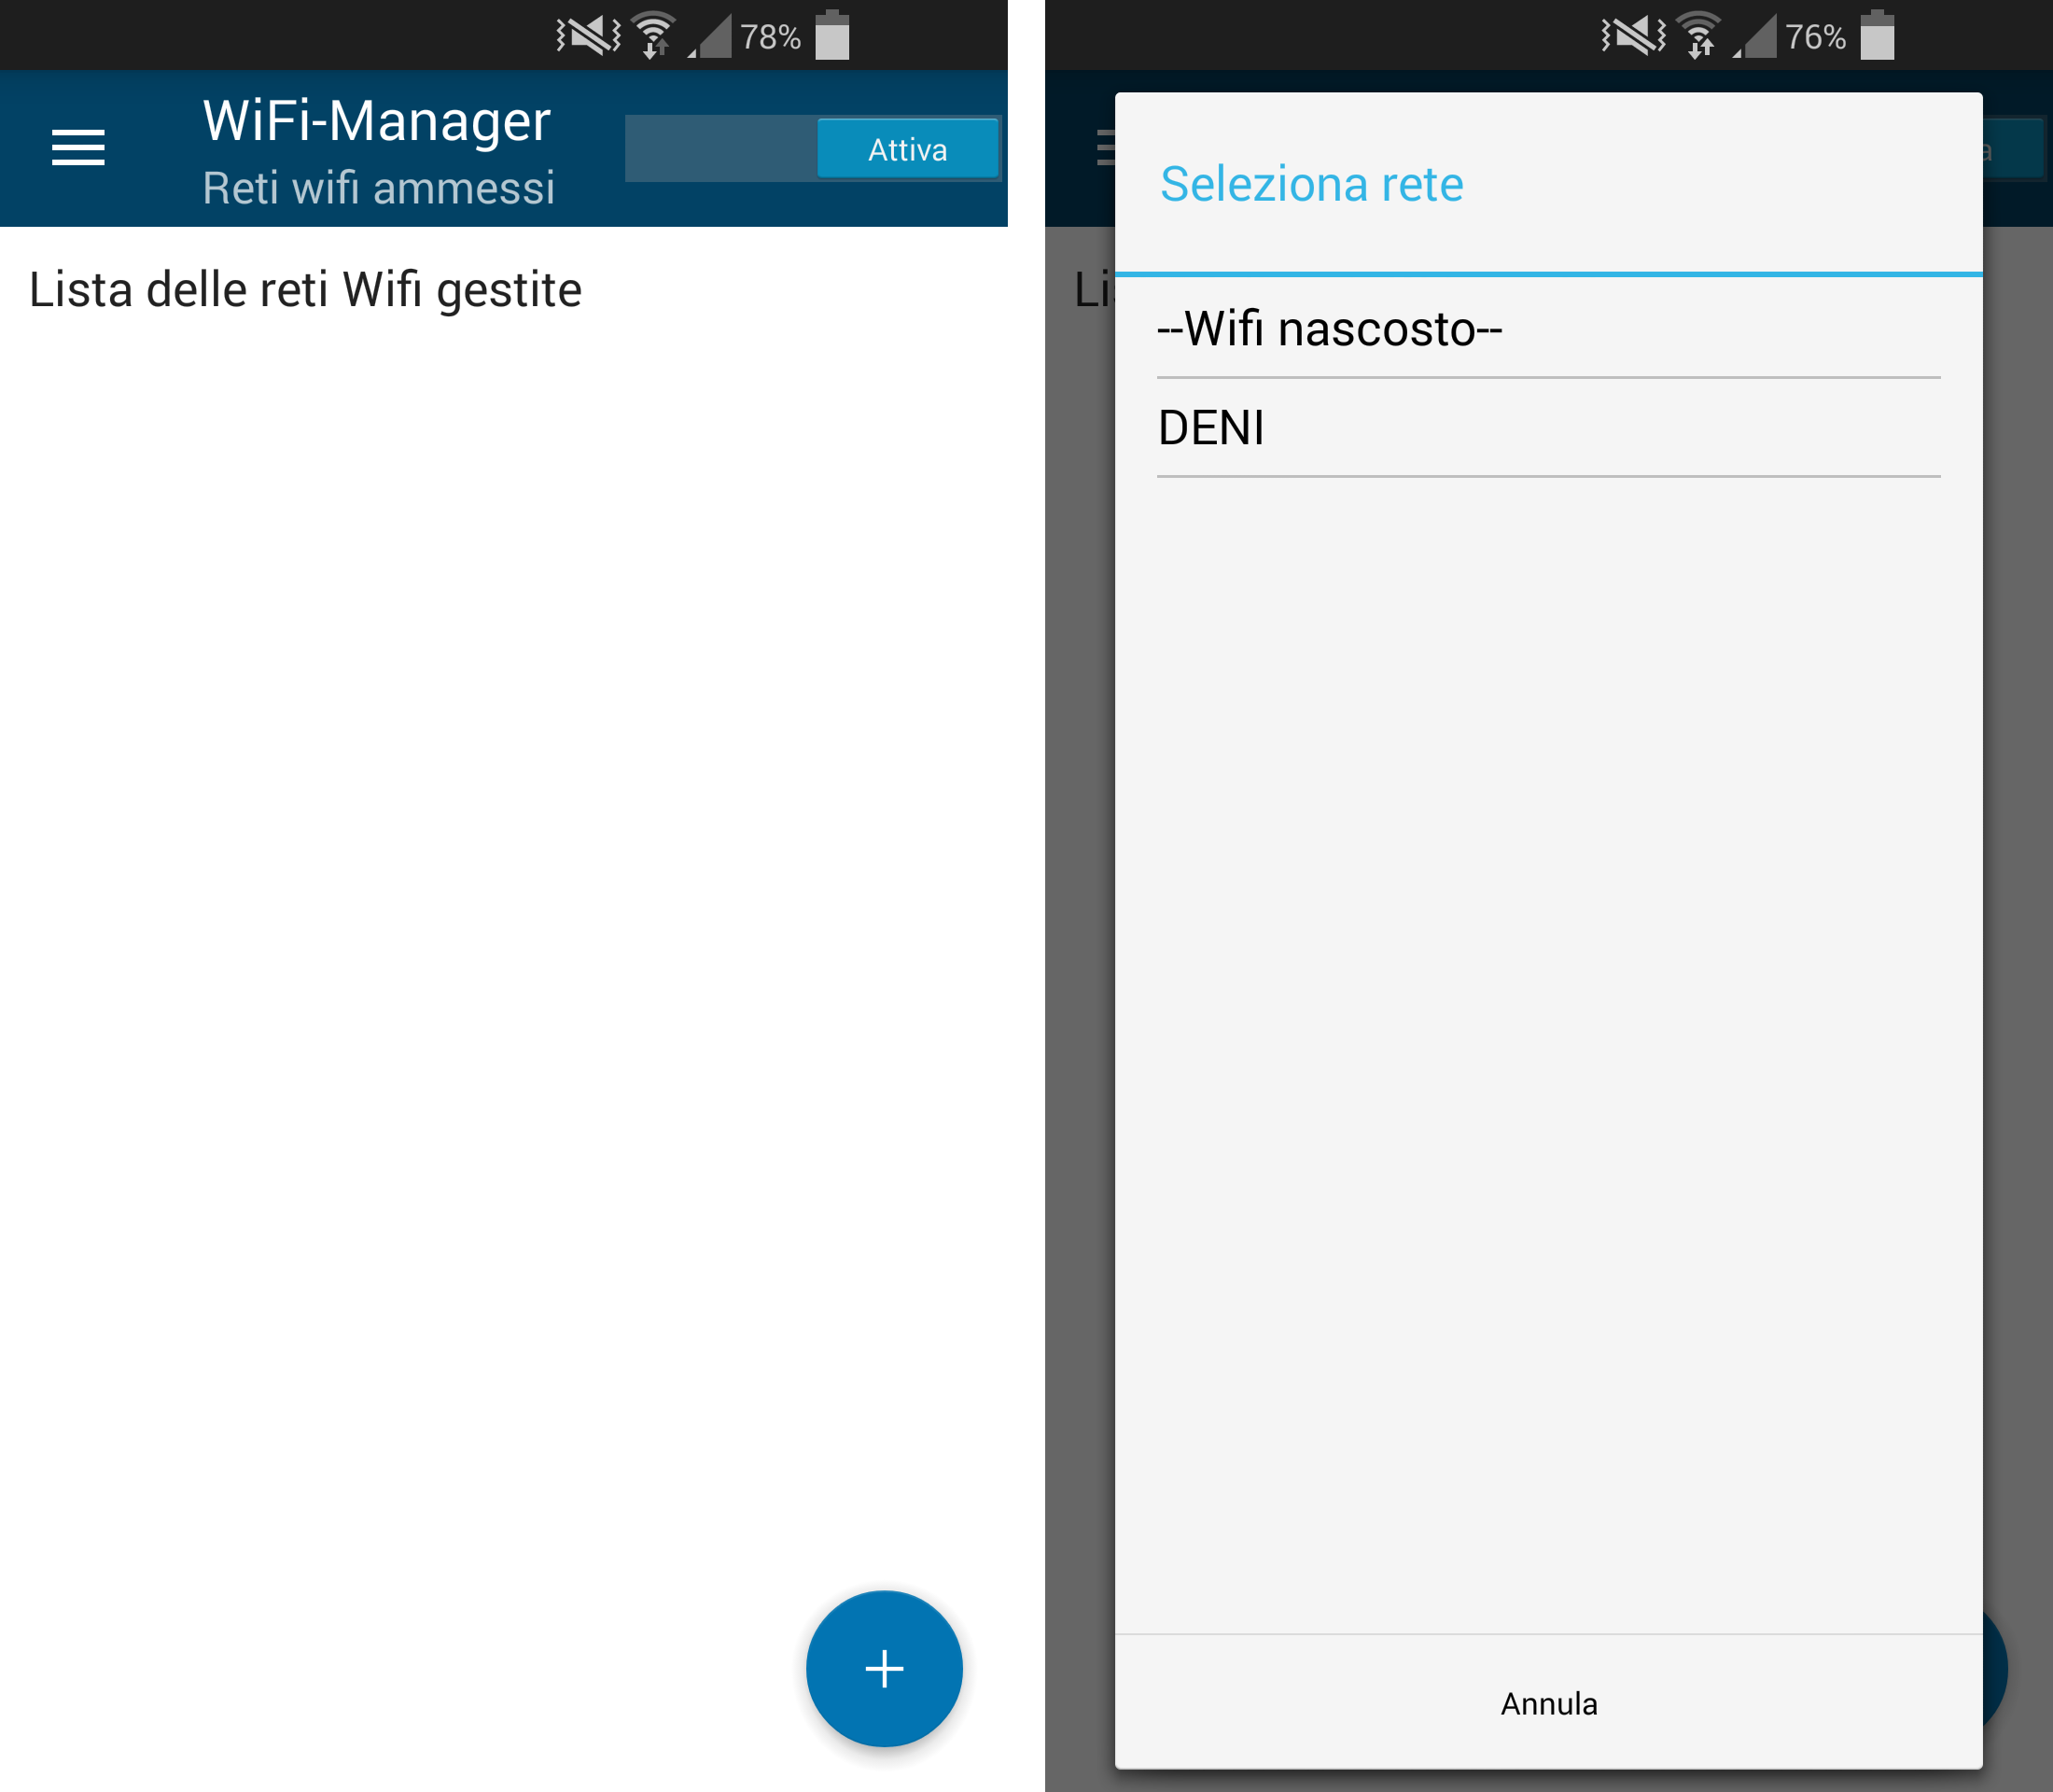 78%
WiFi-Manager
Attiva
Reti wifi ammessi
Lista delle reti Wifi gestite
76%
a
Seleziona rete
Li
--Wifi nascosto--
DENI
Annula